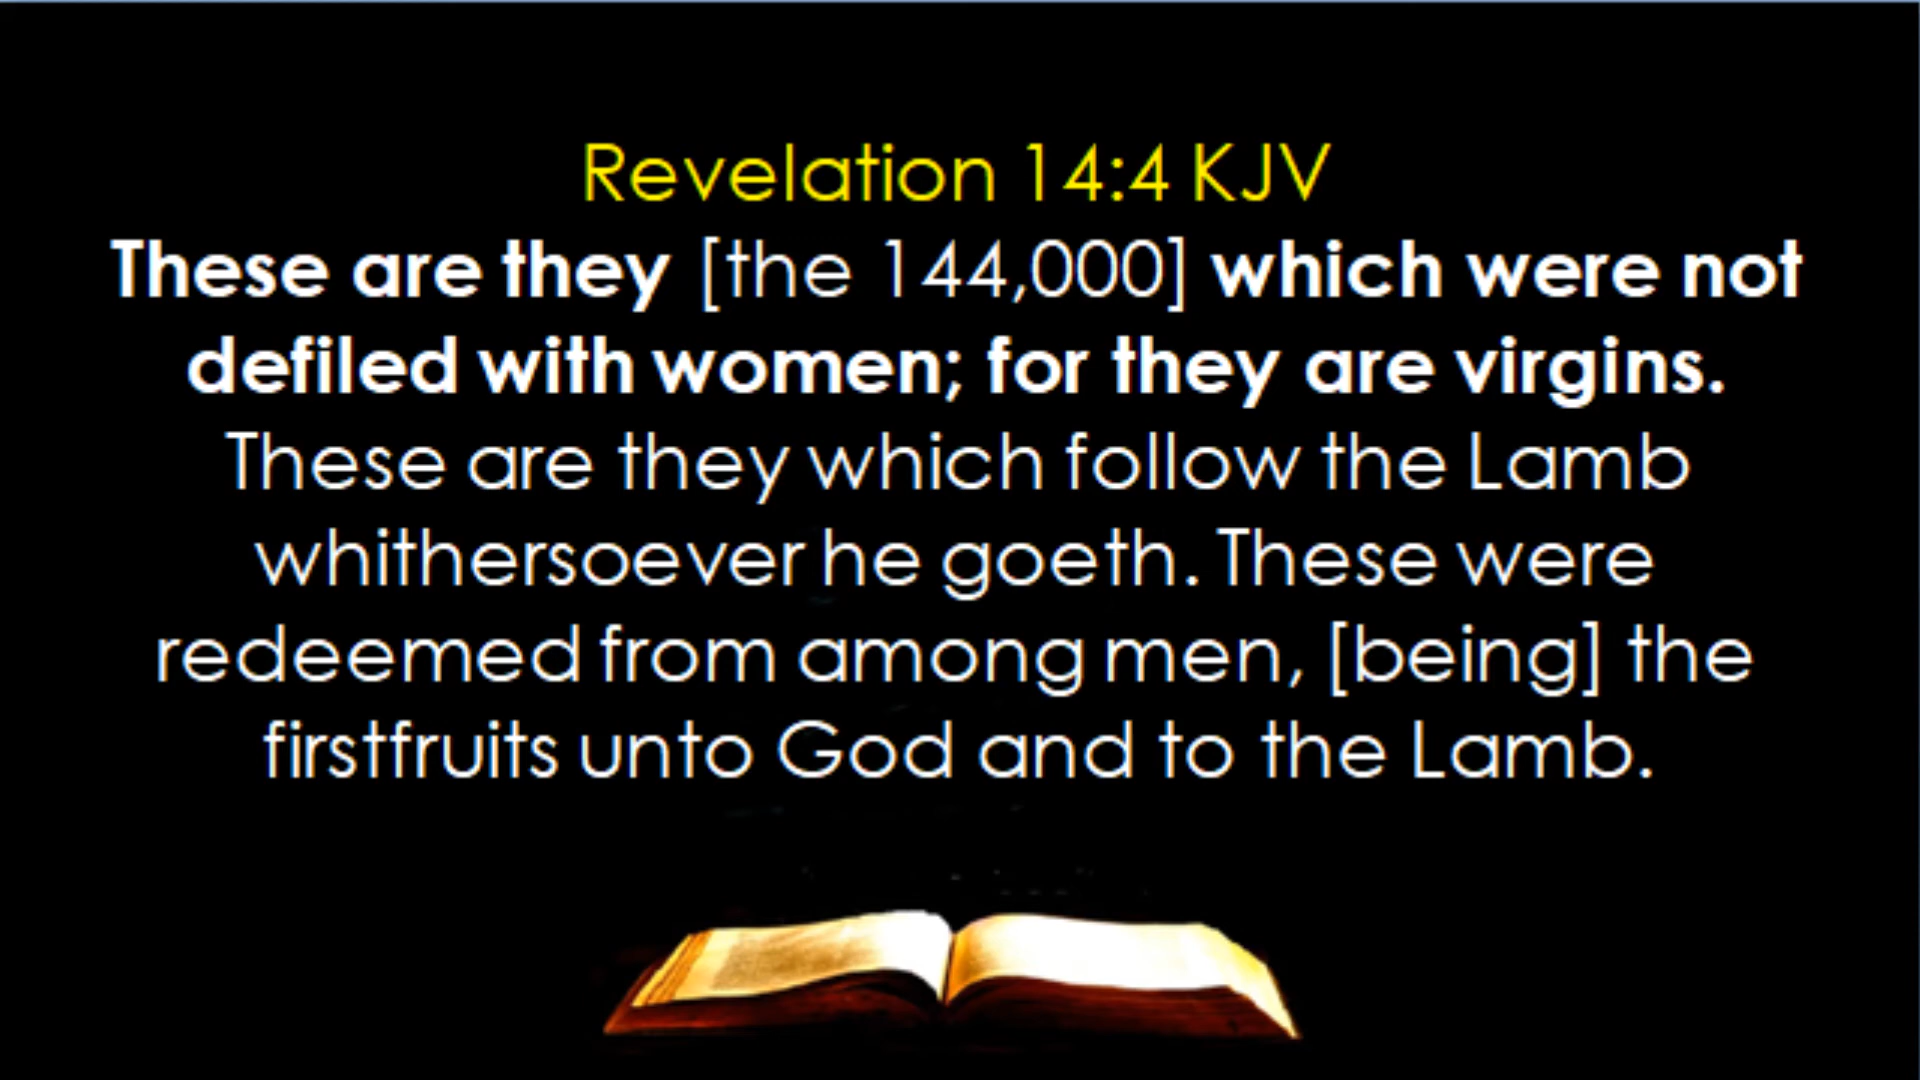 Revelation 14:4 KJV
These are they [the 144,000] which were not
defiled with women; for they are virgins.
These are they which follow the Lamb
whithersoever he goeth. These were
redeemed from among men, [being] the
firstfruits unto God and to the Lamb.